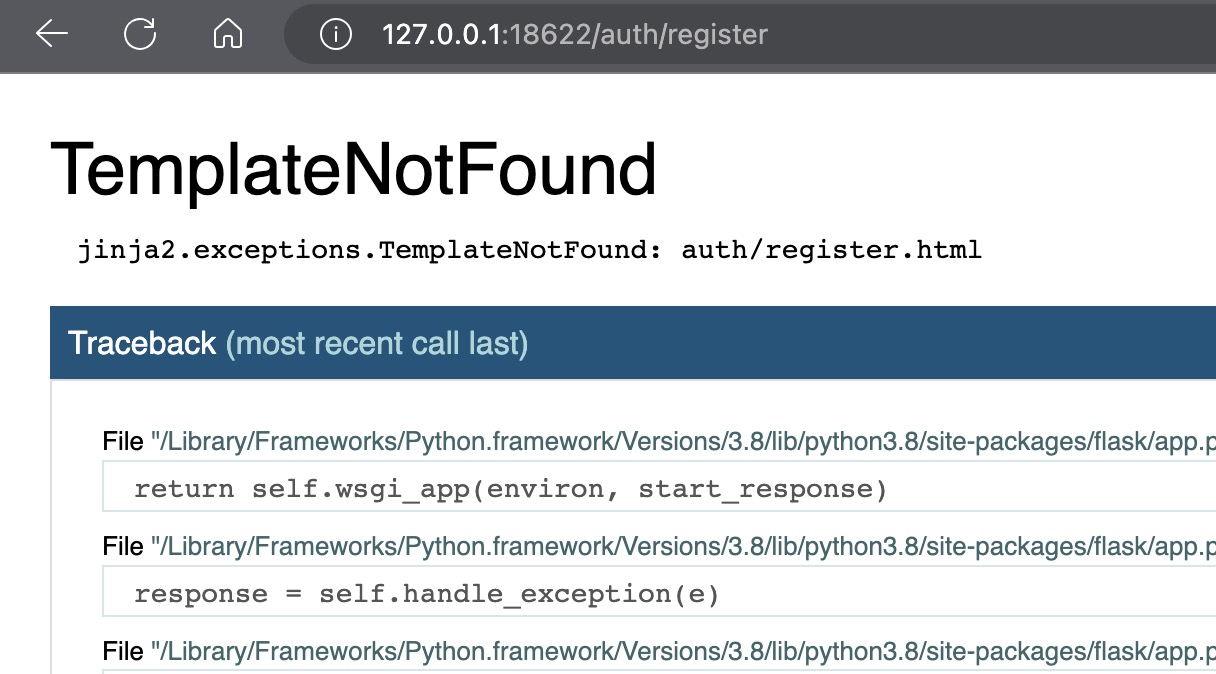 127.0.0.1:18622/auth/register
TemplateNotFound
jinja2.exceptions.TemplateNotFound: auth/register.html
Traceback (most recent call last)
File "/Library/Frameworks/Python.framework/Versions/3.8/lib/python3.8/site-packages/flask/app.p
return self.wsgi_app(environ, start_response)
File "/Library/Frameworks/Python.framework/Versions/3.8/lib/python3.8/site-packages/flask/app.p
response = self.handle_exception(e)
File "/Library/Frameworks/Python.framework/Versions/3.8/lib/python3.8/site-packages/flask/app.p